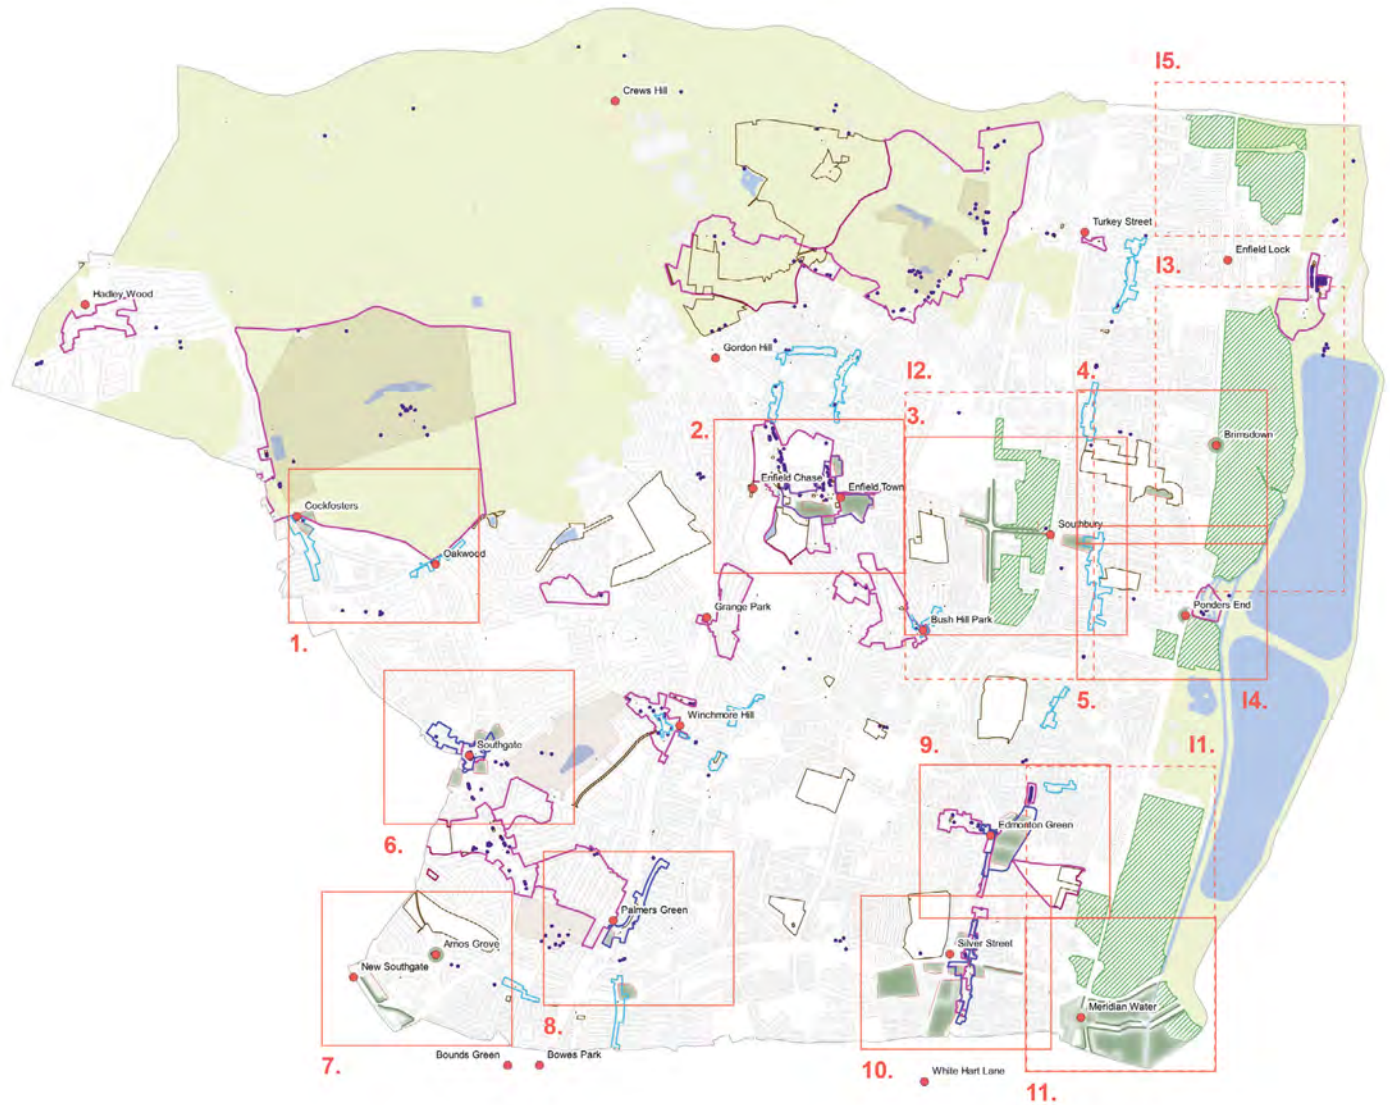 I5.
Crews Hill
Turkey Street
Enfield Lock
I3.
Hadley Wood
Gordon Hill
I2.
4.
3.
2.
Brimsdown
Enfield Chase
Enfield Town
Cockfosters
Southbury
Oakwood
Ponders End
Grange Park
Bush Hill Park
1.
5.
I4.
Winchmore Hill
I1.
Southgate
9.
Edmonton Green
6.
Palmers Green
Arnos Grove
Silver Street
New Southgate
Meridian Water
8.
Bounds Green
Bowes Park
7.
10.
White Hart Lane
11.